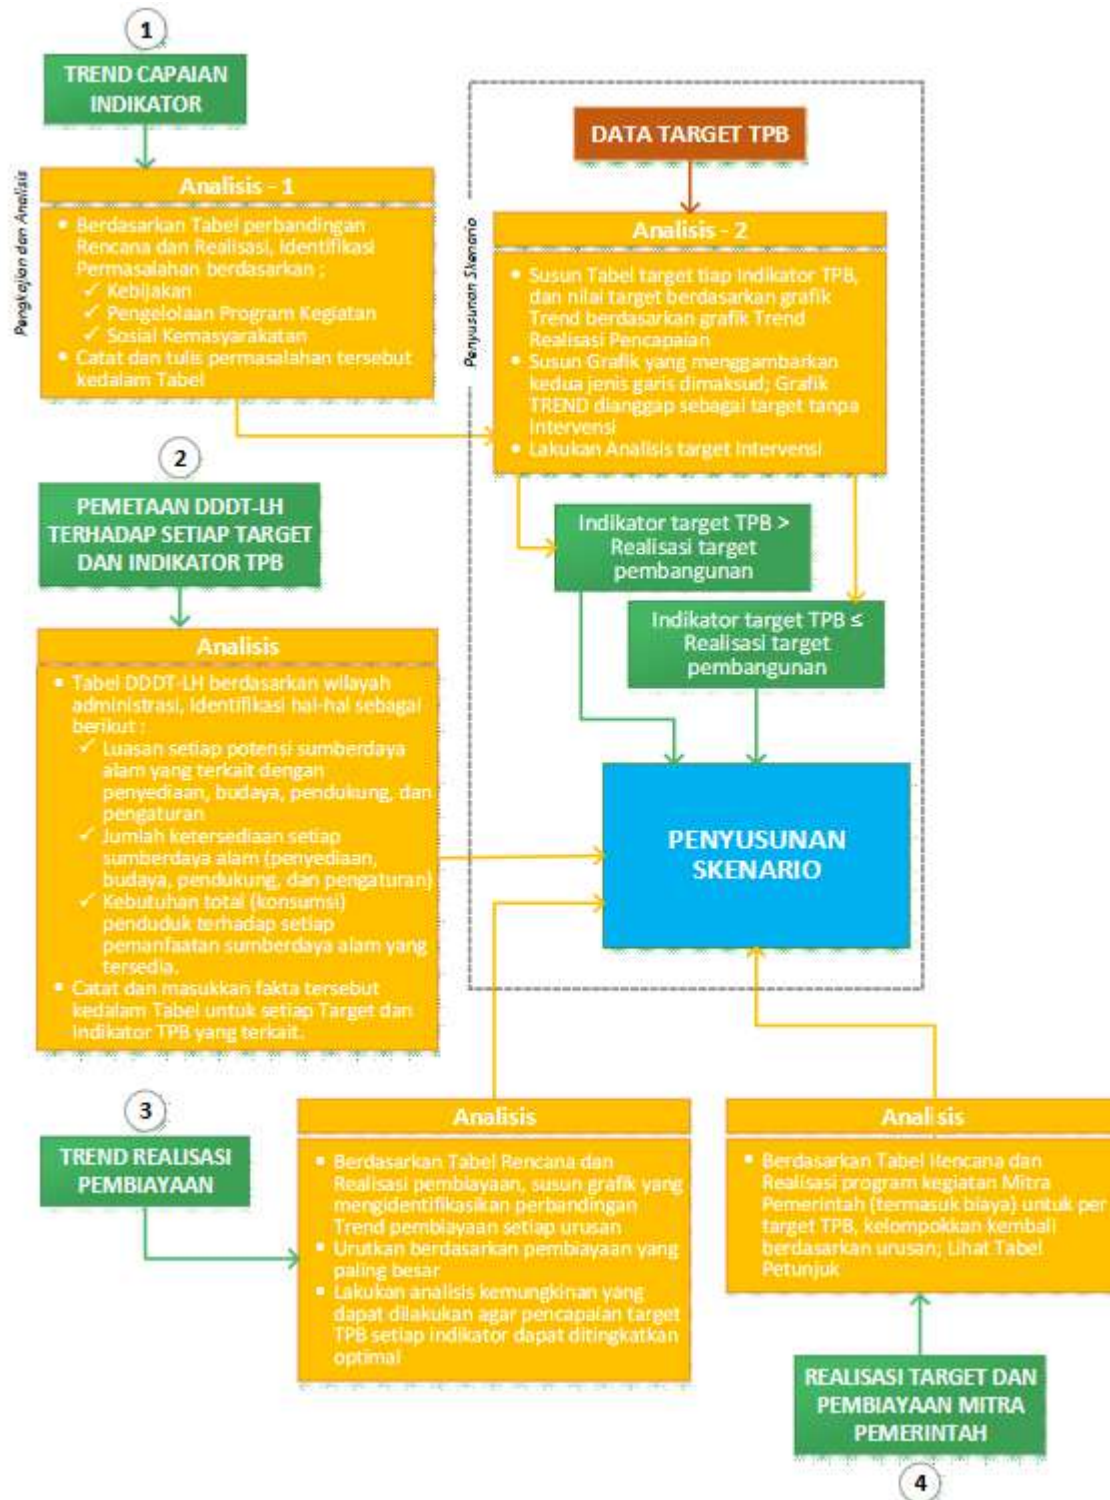 1
TREND CAPAIAN
INDIKATOR
Pengkajian dan Analisis
Analisis - 1
▪ Berdasarkan Tabel perbandingan
Rencana dan Realisasi, Identifikasi
Permasalahan berdasarkan ;
✓ Kebijakan
✓ Pengelolaan Program Kegiatan
✓ Sosial Kemasyarakatan
▪ Catat dan tulis permasalahan tersebut
kedalam Tabel
Penyusunan Skenario
DATA TARGET TPB
Analisis - 2
▪ Susun Tabel target tiap Indikator TPB,
dan nilai target berdasarkan grafik
Trend berdasarkan grafik Trend
Realisasi Pencapaian
▪ Susun Grafik yang menggambarkan
kedua jenis garis dimaksud; Grafik
TREND dianggap sebagai target tanpa
Intervensi
▪ Lakukan Analisis target Intervensi
Indikator target TPB >
Realisasi target
pembangunan
Indikator target TPB ≤
Realisasi target
pembangunan
PENYUSUNAN
SKENARIO
2
PEMETAAN DDDT-LH
TERHADAP SETIAP TARGET
DAN INDIKATOR TPB
Analisis
▪ Tabel DDDT-LH berdasarkan wilayah
administrasi, Identifikasi hal-hal sebagai
berikut :
✓ Luasan setiap potensi sumberdaya
alam yang terkait dengan
penyediaan, budaya, pendukung, dan
pengaturan
✓ Jumlah ketersediaan setiap
sumberdaya alam (penyediaan,
budaya, pendukung, dan pengaturan)
✓ Kebutuhan total (konsumsi)
penduduk terhadap setiap
pemanfaatan sumberdaya alam yang
tersedia.
▪ Catat dan masukkan fakta tersebut
kedalam Tabel untuk setiap Target dan
Indikator TPB yang terkait.
3
TREND REALISASI
PEMBIAYAAN
Analisis
▪ Berdasarkan Tabel Rencana dan
Realisasi pembiayaan, susun grafik yang
mengidentifikasikan perbandingan
Trend pembiayaan setiap urusan
▪ Urutkan berdasarkan pembiayaan yang
paling besar
▪ Lakukan analisis kemungkinan yang
dapat dilakukan agar pencapaian target
TPB setiap indikator dapat ditingkatkan
optimal
Analisis
▪ Berdasarkan Tabel Rencana dan
Realisasi program kegiatan Mitra
Pemerintah (termasuk biaya) untuk per
target TPB, kelompokkan kembali
berdasarkan urusan; Lihat Tabel
Petunjuk
REALISASI TARGET DAN
PEMBIAYAAN MITRA
PEMERINTAH
4